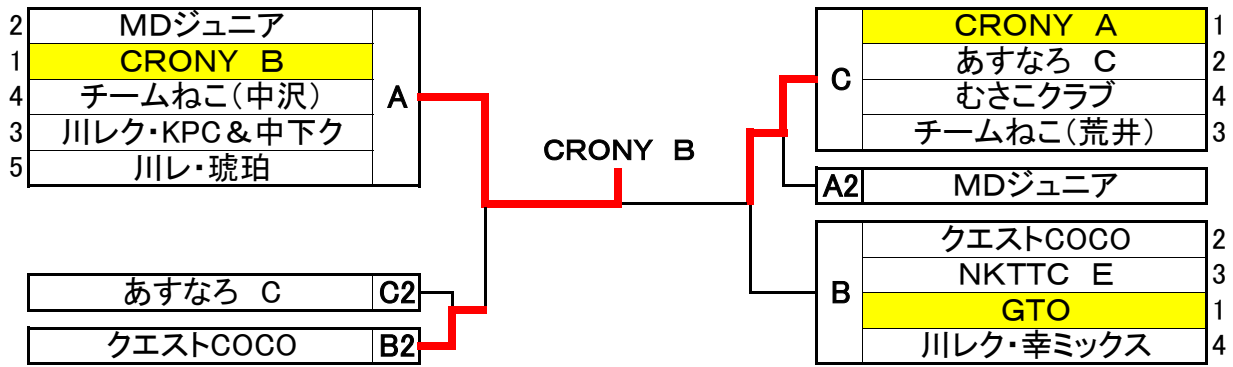 2 MDジュニア
1 CRONY B
4 チームねこ(中沢)
3 川レク・KPC&中下ク
5 川レ・琥珀
A
あすなろ C C2
クエストCOCO B2
CRONY B
C
CRONY A 1
あすなろ C 2
むさこクラブ 4
チームねこ(荒井) 3
A2 MDジュニア
B
クエストCOCO 2
NKTTC E 3
GTO 1
川レク・幸ミックス 4